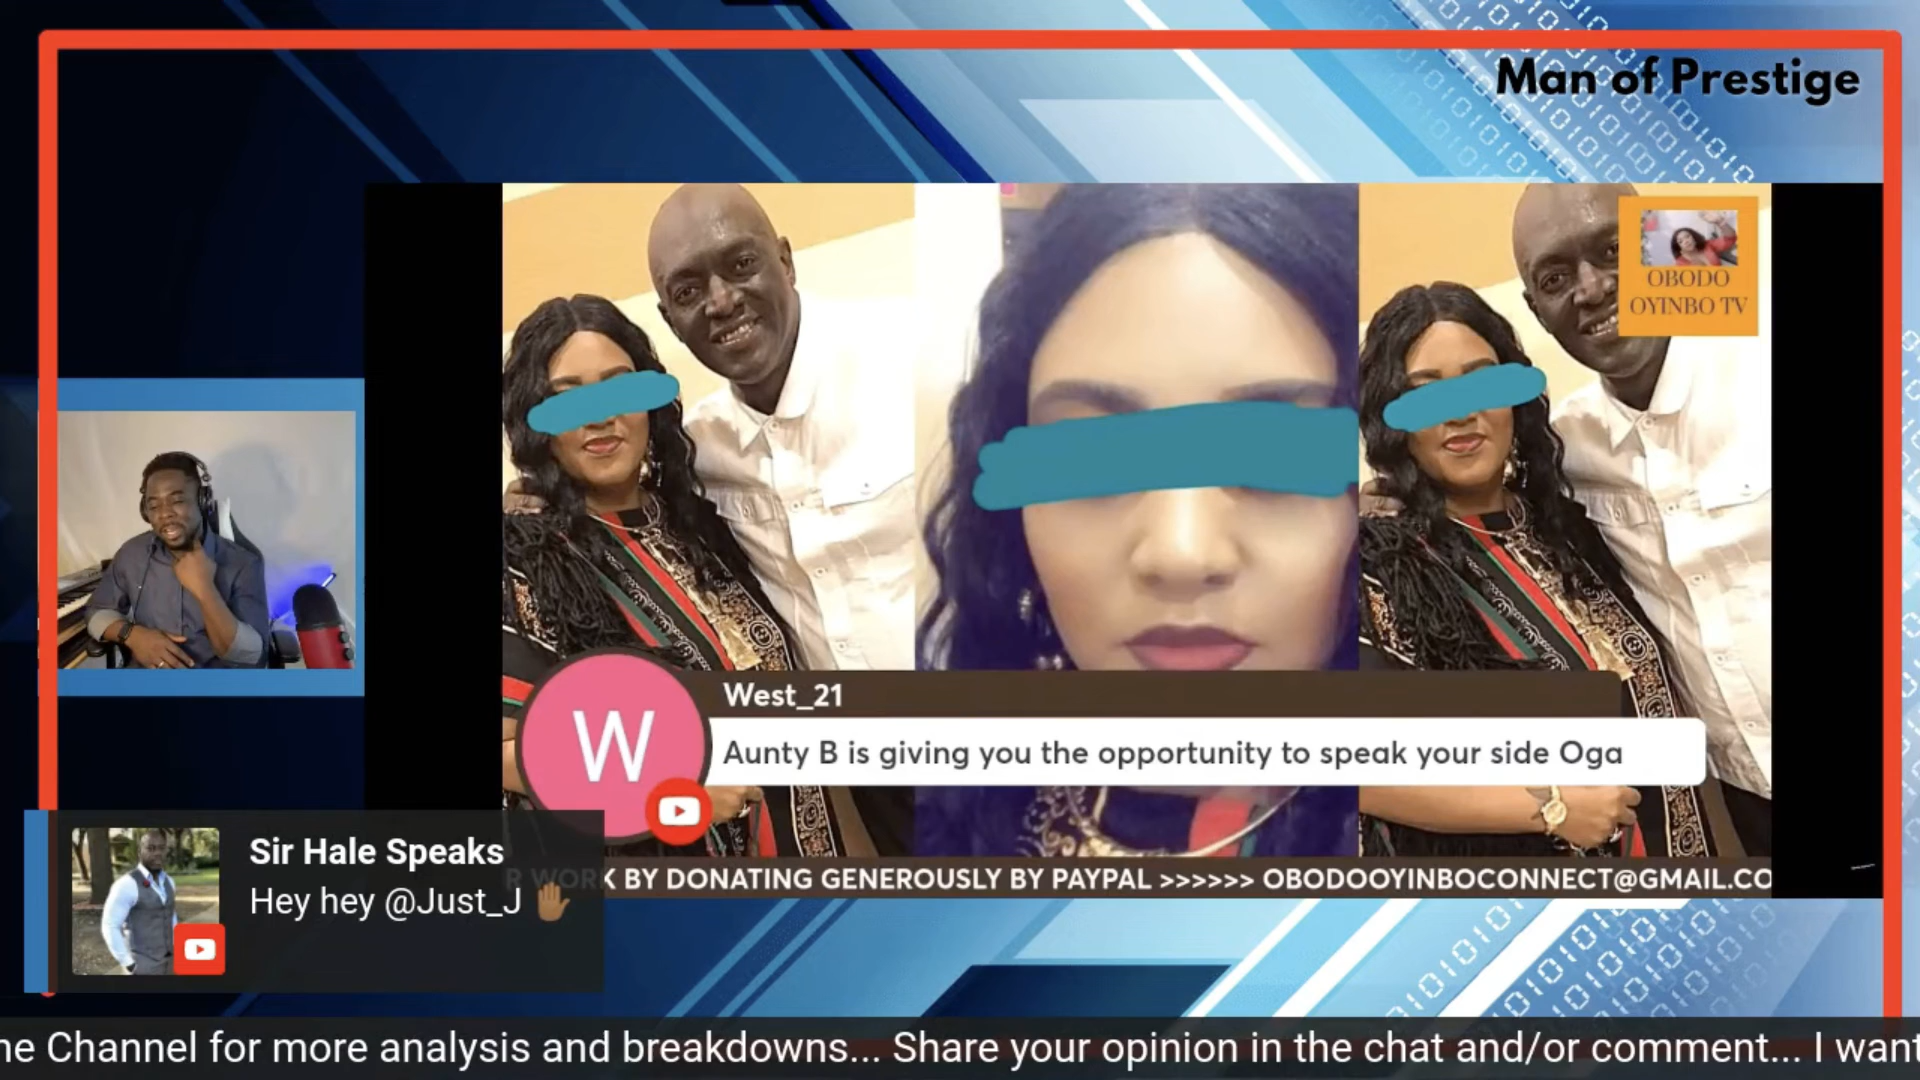 Man of Prestige
OBODO
OYINBO TV
W
West_21
Aunty B is giving you the opportunity to speak your side Oga
Sir Hale Speaks
Hey hey @Just_J 🤚🏾
R WORK BY DONATING GENEROUSLY BY PAYPAL >>>>>> OBODOOYINBOCONNECT@GMAIL.CO
he Channel for more analysis and breakdowns... Share your opinion in the chat and/or comment... I want